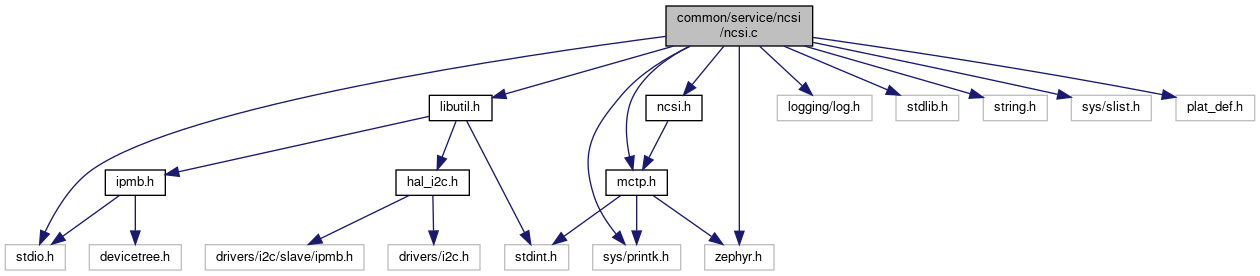 common/service/ncsi
/ncsi.c
libutil.h
ncsi.h
logging/log.h
stdlib.h
string.h
sys/slist.h
plat_def.h
ipmb.h
hal_i2c.h
mctp.h
stdio.h
devicetree.h
drivers/i2c/slave/ipmb.h
drivers/i2c.h
stdint.h
sys/printk.h
zephyr.h